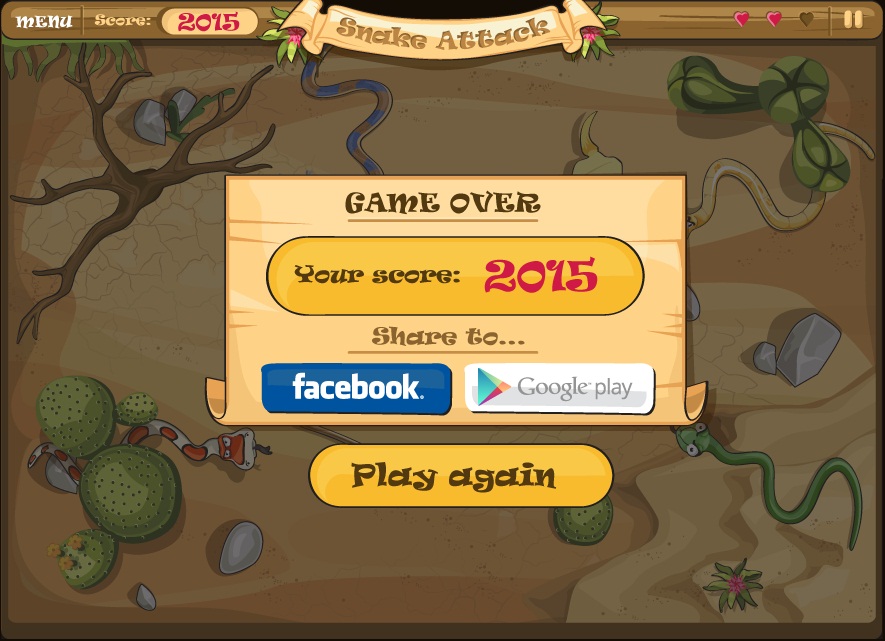 MENU
Score: 2015
Snake Attack
GAME OVER
Your score: 2015
Share to...
facebook.
Google play
Play again